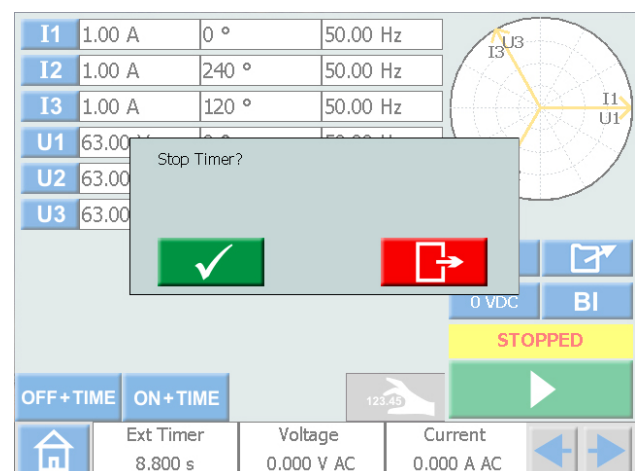 I1 1.00 A 0 ° 50.00 Hz
I2 1.00 A 240 ° 50.00 Hz
I3 1.00 A 120 ° 50.00 Hz
U1 63.00
U2 63.00
U3 63.00
I3 U3
I1
U1
Stop Timer?
0 VDC BI
STOPPED
OFF+TIME ON+TIME 123.45
Ext Timer Voltage Current
8.800 s 0.000 V AC 0.000 A AC